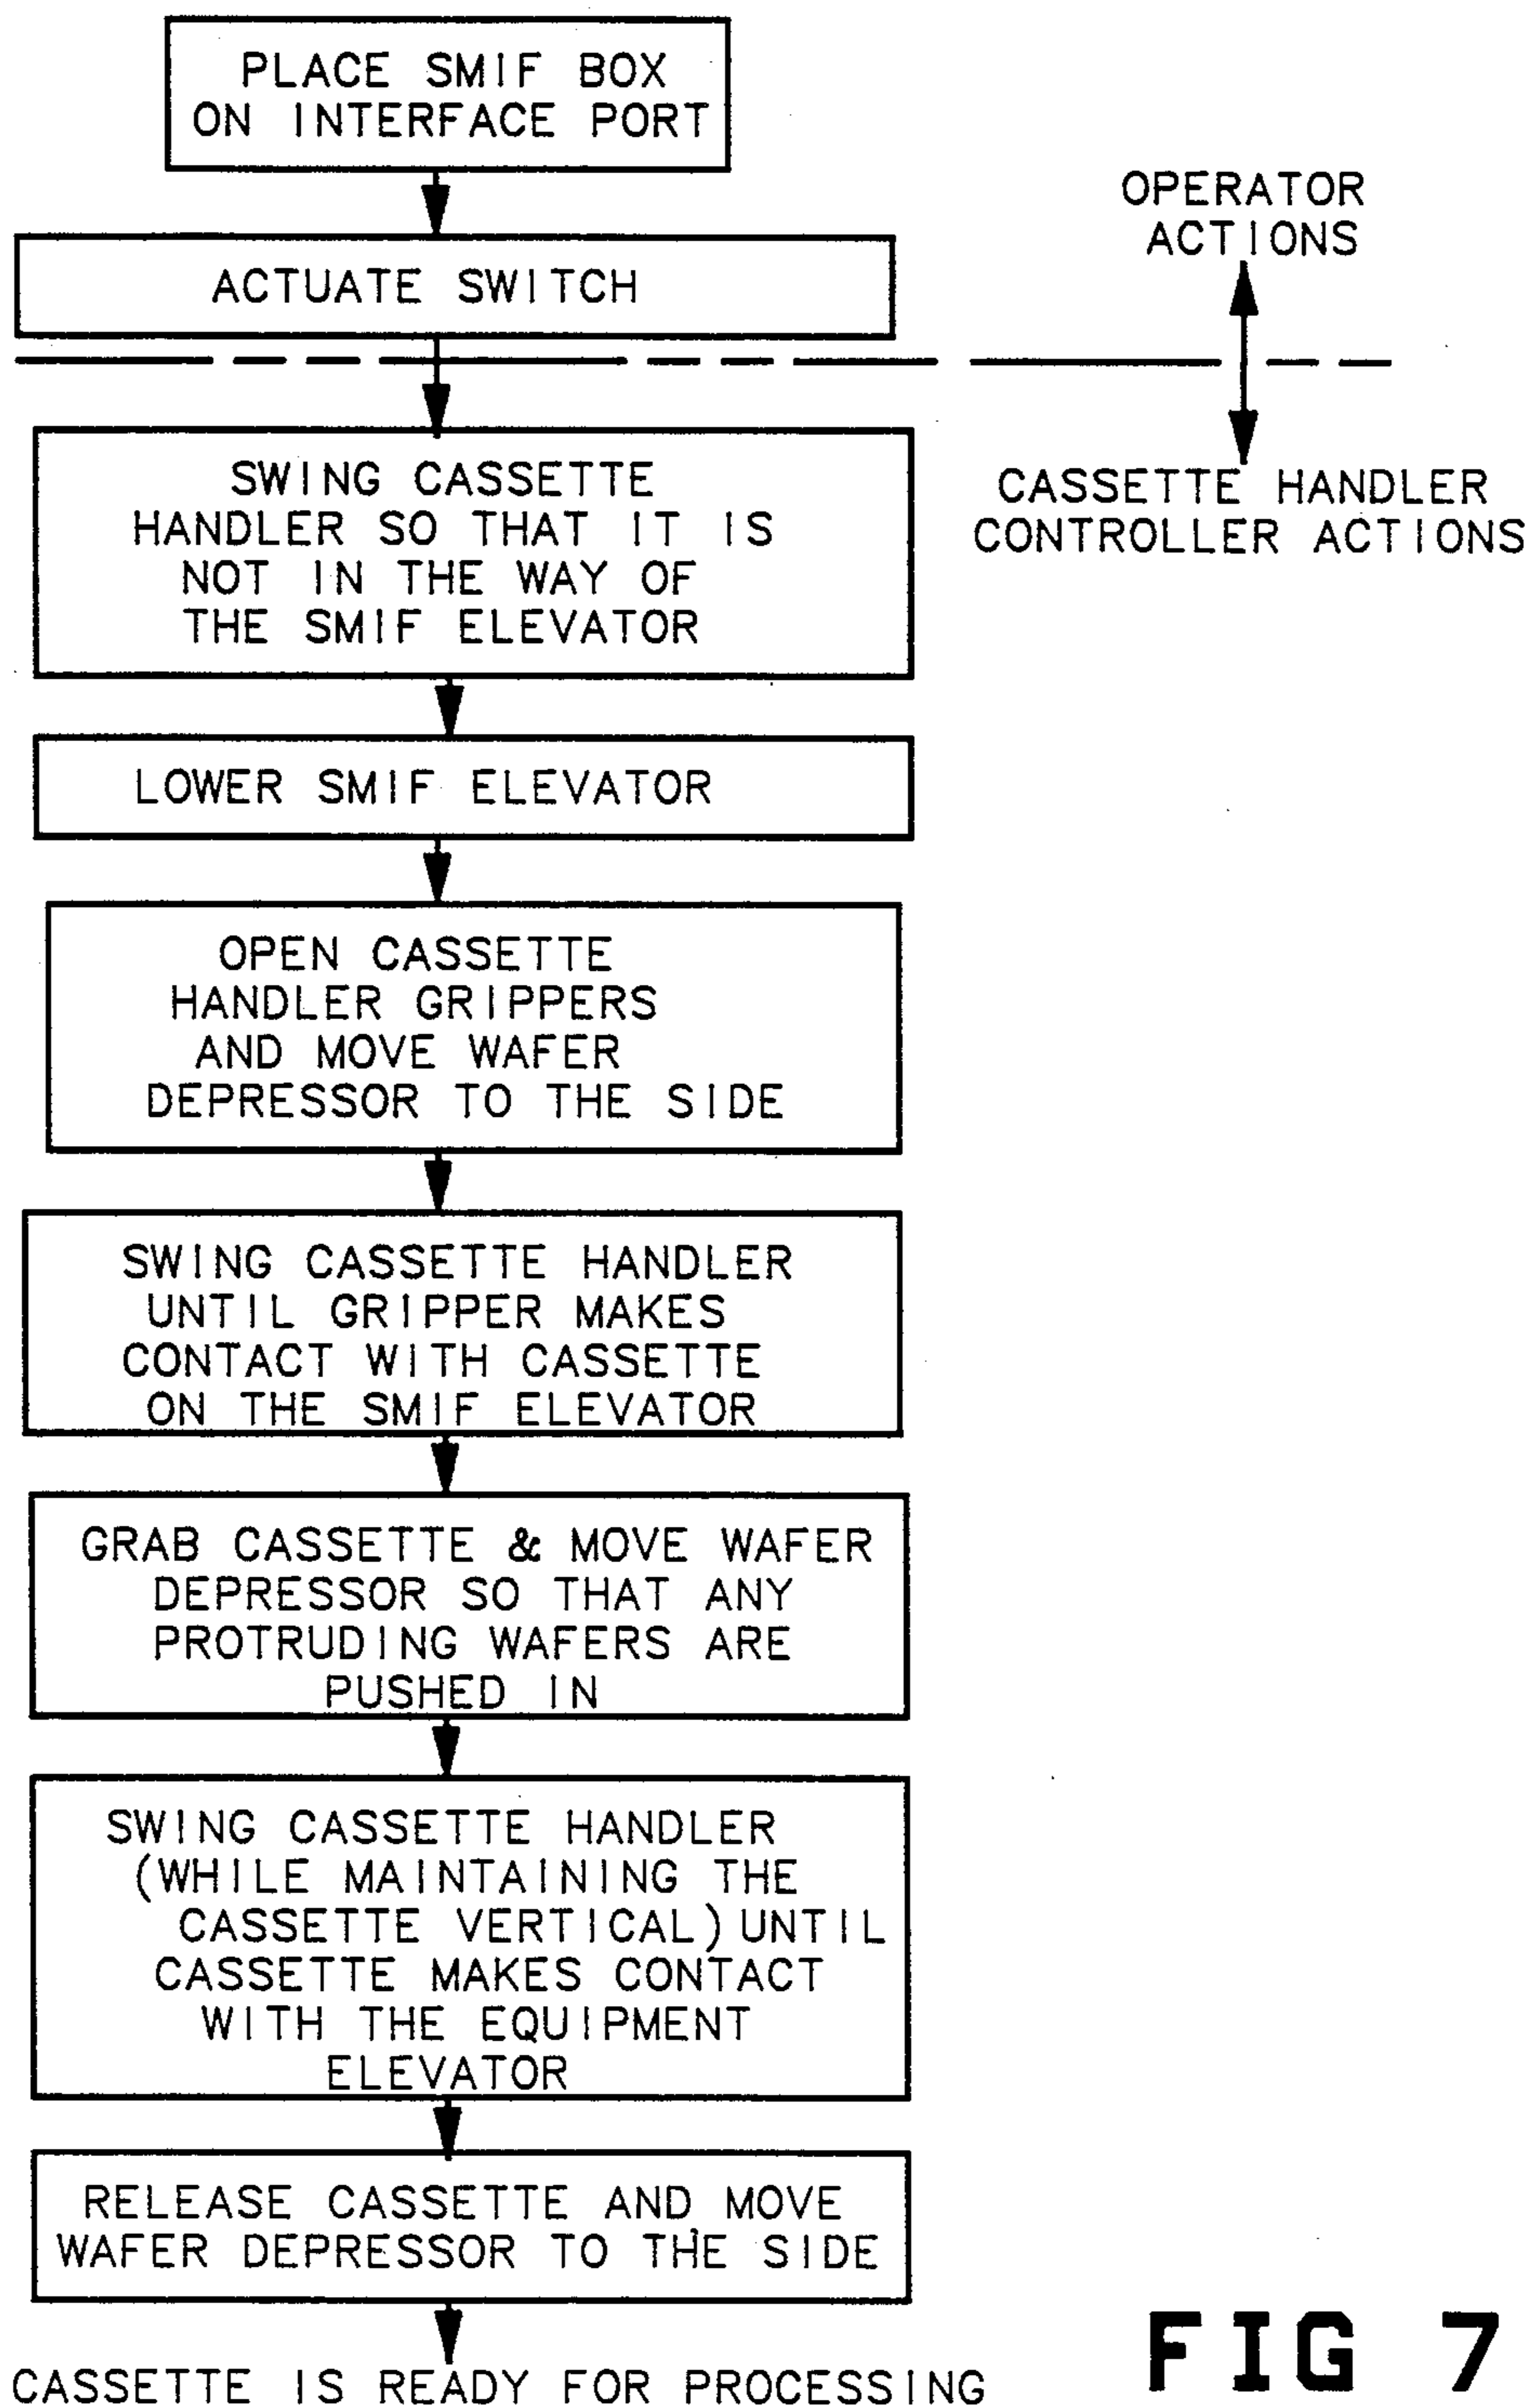 PLACE SMIF BOX
ON INTERFACE PORT
ACTUATE SWITCH
OPERATOR
ACTIONS
CASSETTE HANDLER
CONTROLLER ACTIONS
SWING CASSETTE
HANDLER SO THAT IT IS
NOT IN THE WAY OF
THE SMIF ELEVATOR
LOWER SMIF ELEVATOR
OPEN CASSETTE
HANDLER GRIPPERS
AND MOVE WAFER
DEPRESSOR TO THE SIDE
SWING CASSETTE HANDLER
UNTIL GRIPPER MAKES
CONTACT WITH CASSETTE
ON THE SMIF ELEVATOR
GRAB CASSETTE & MOVE WAFER
DEPRESSOR SO THAT ANY
PROTRUDING WAFERS ARE
PUSHED IN
SWING CASSETTE HANDLER
(WHILE MAINTAINING THE
CASSETTE VERTICAL) UNTIL
CASSETTE MAKES CONTACT
WITH THE EQUIPMENT
ELEVATOR
RELEASE CASSETTE AND MOVE
WAFER DEPRESSOR TO THE SIDE
CASSETTE IS READY FOR PROCESSING
FIG 7